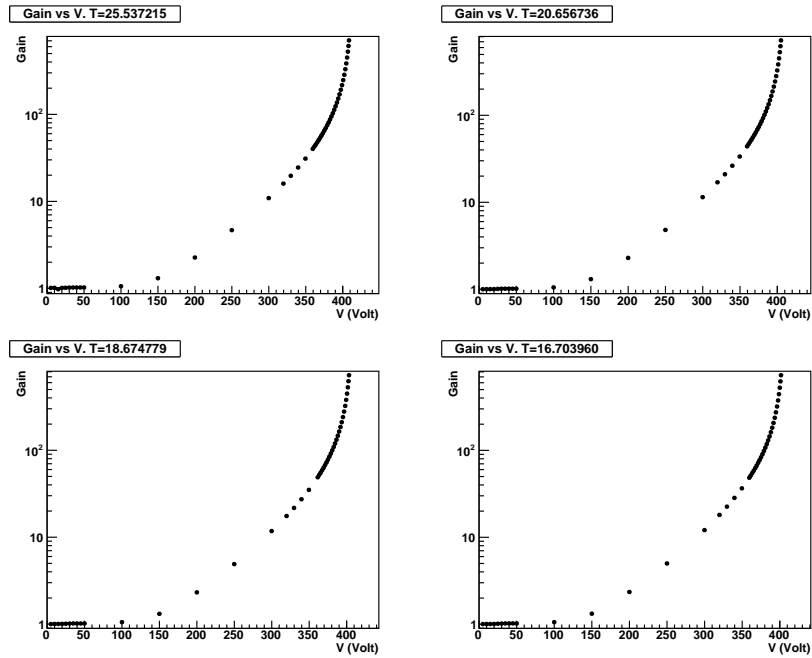 Gain vs V. T=25.537215
Gain
10²
10
1
0 50 100 150 200 250 300 350 400
V (Volt)
Gain vs V. T=20.656736
Gain
10²
10
1
0 50 100 150 200 250 300 350 400
V (Volt)
Gain vs V. T=18.674779
Gain
10²
10
1
0 50 100 150 200 250 300 350 400
V (Volt)
Gain vs V. T=16.703960
Gain
10²
10
1
0 50 100 150 200 250 300 350 400
V (Volt)